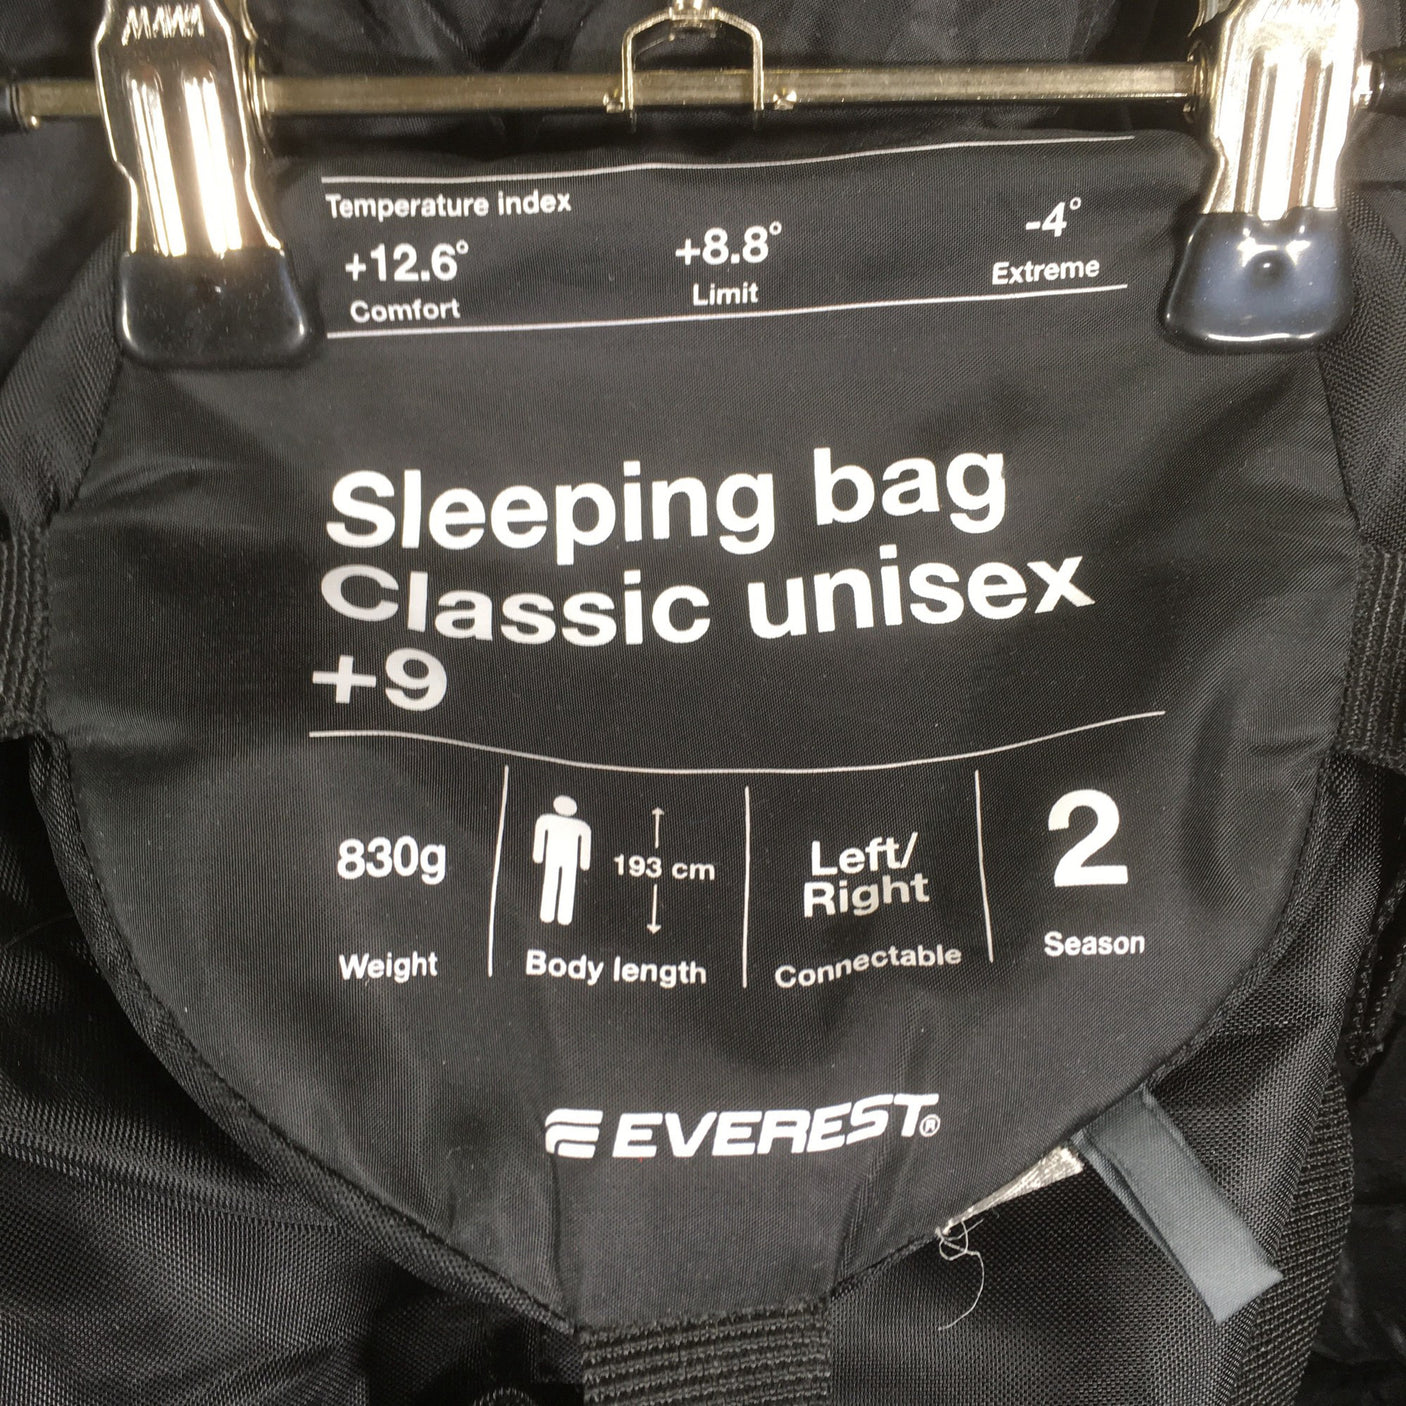 MAWA
Temperature index
+12.6° +8.8° -4°
Comfort Limit Extreme
Sleeping bag
Classic unisex
+9
830g 193 cm Left/ 2
Right
Weight Body length Connectable Season
EVEREST®